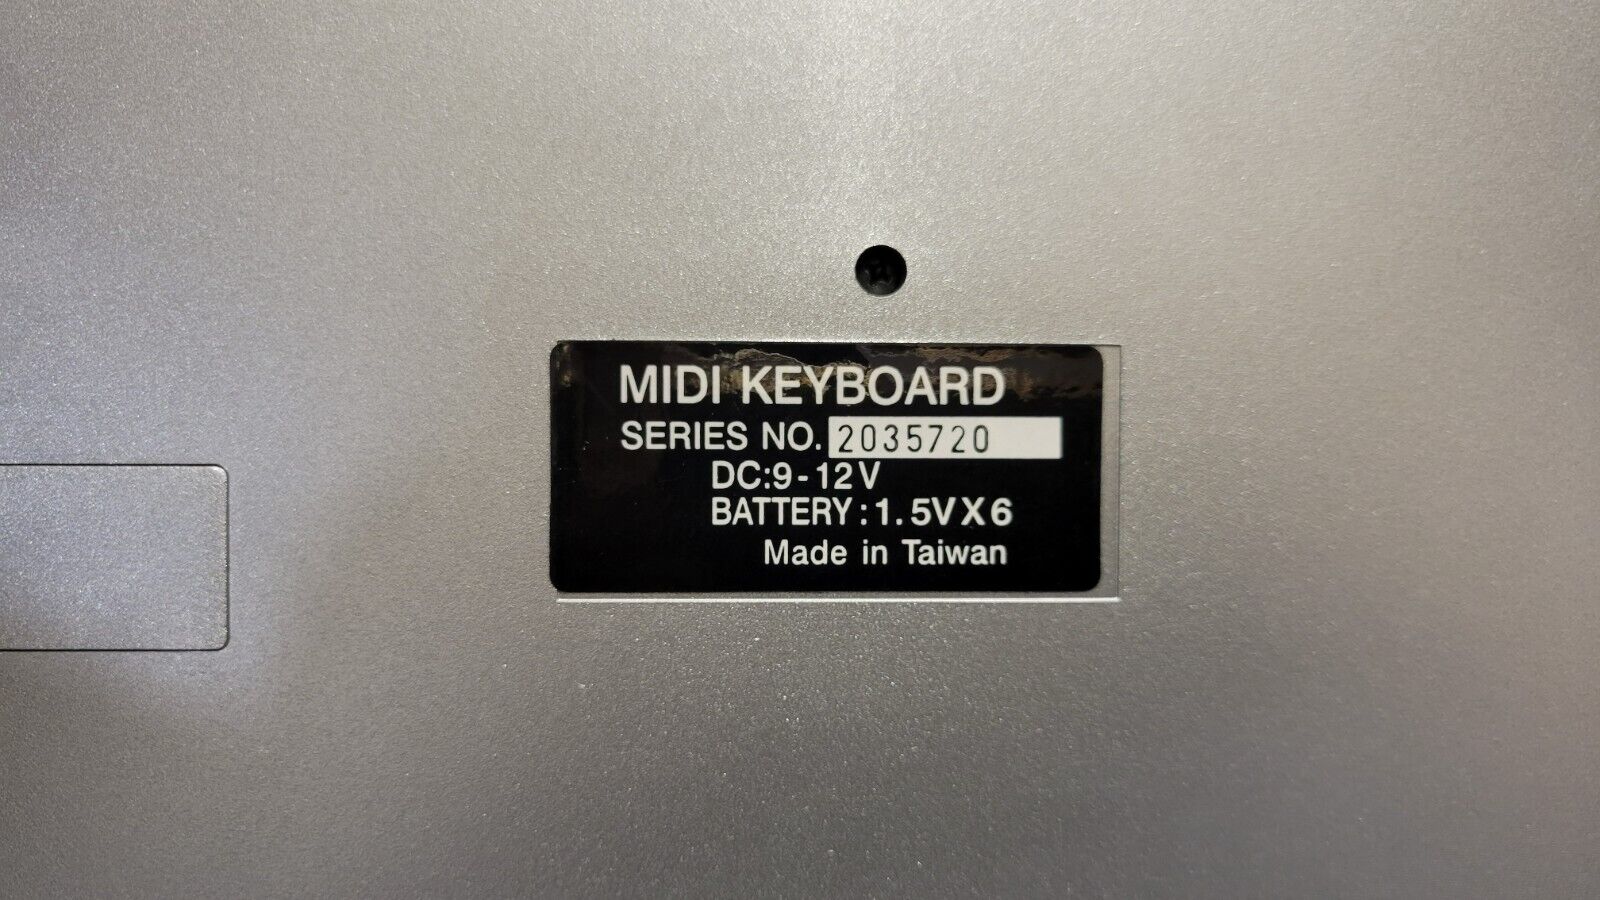 MIDI KEYBOARD
SERIES NO. 2035720
DC:9-12V
BATTERY:1.5VX6
Made in Taiwan